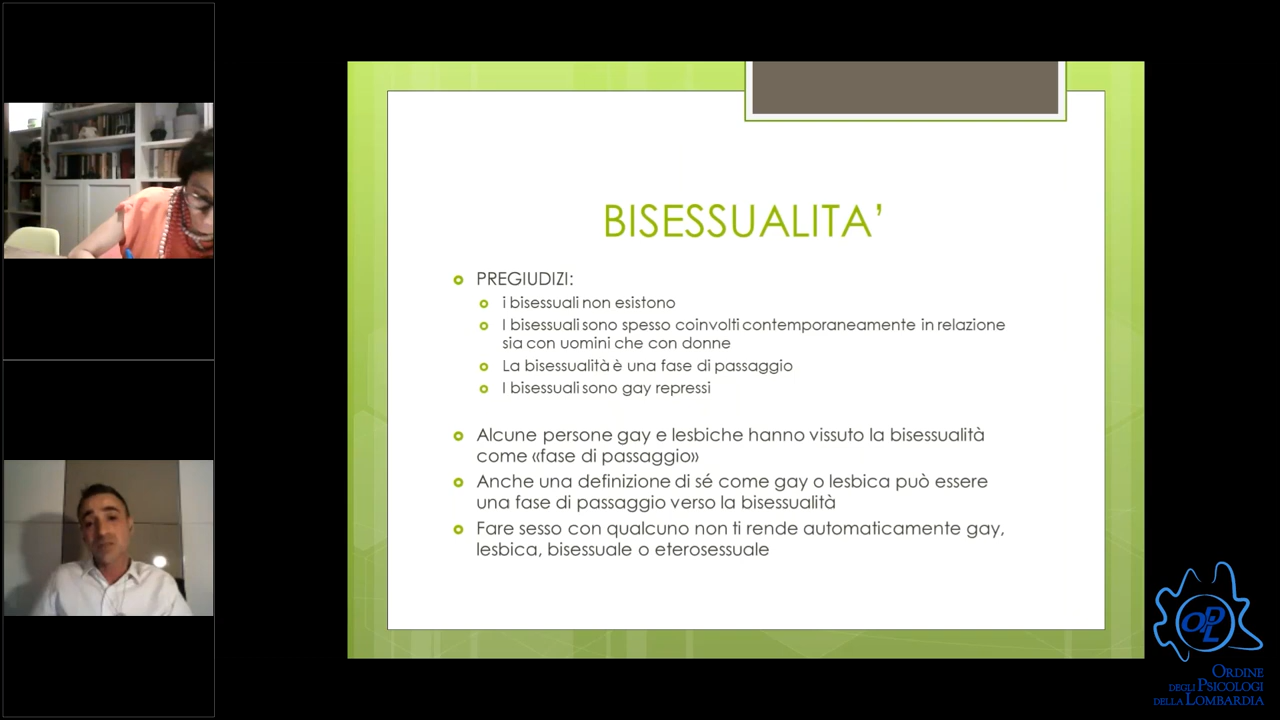 BISESSUALITA’
PREGIUDIZI:
i bisessuali non esistono
I bisessuali sono spesso coinvolti contemporaneamente in relazione
sia con uomini che con donne
La bisessualità è una fase di passaggio
I bisessuali sono gay repressi
Alcune persone gay e lesbiche hanno vissuto la bisessualità
come «fase di passaggio»
Anche una definizione di sé come gay o lesbica può essere
una fase di passaggio verso la bisessualità
Fare sesso con qualcuno non ti rende automaticamente gay,
lesbica, bisessuale o eterosessuale
OPL
ORDINE
DEGLI PSICOLOGI
DELLA LOMBARDIA